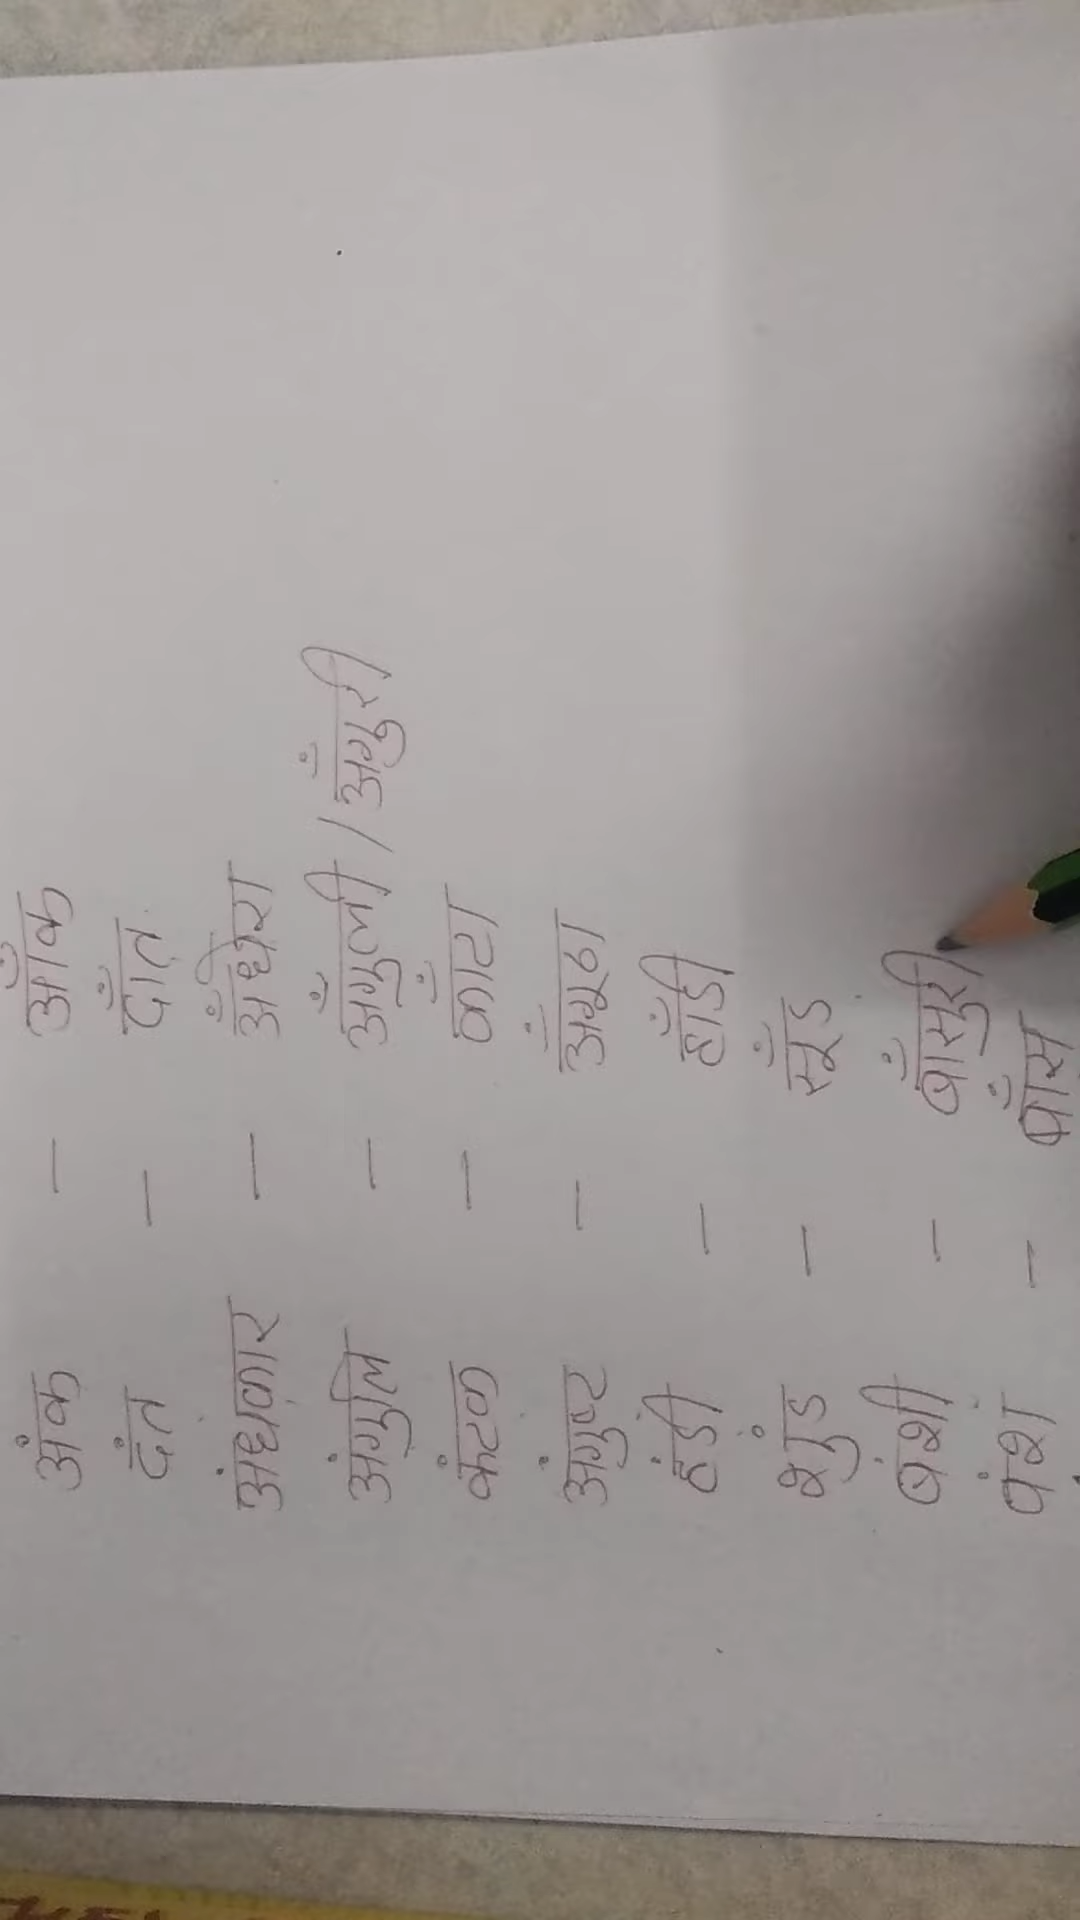 अंक - आँक
दंत - दाँत
अंधकार - अँधेरा
अंगुलि - अँगुली / अँगुरी
कंटक - काँटा
अंगुष्ट - अँगूठा
हंडी - हाँडी
शुंड - सूँड
बंशी - बाँसुरी
वंश - बाँस